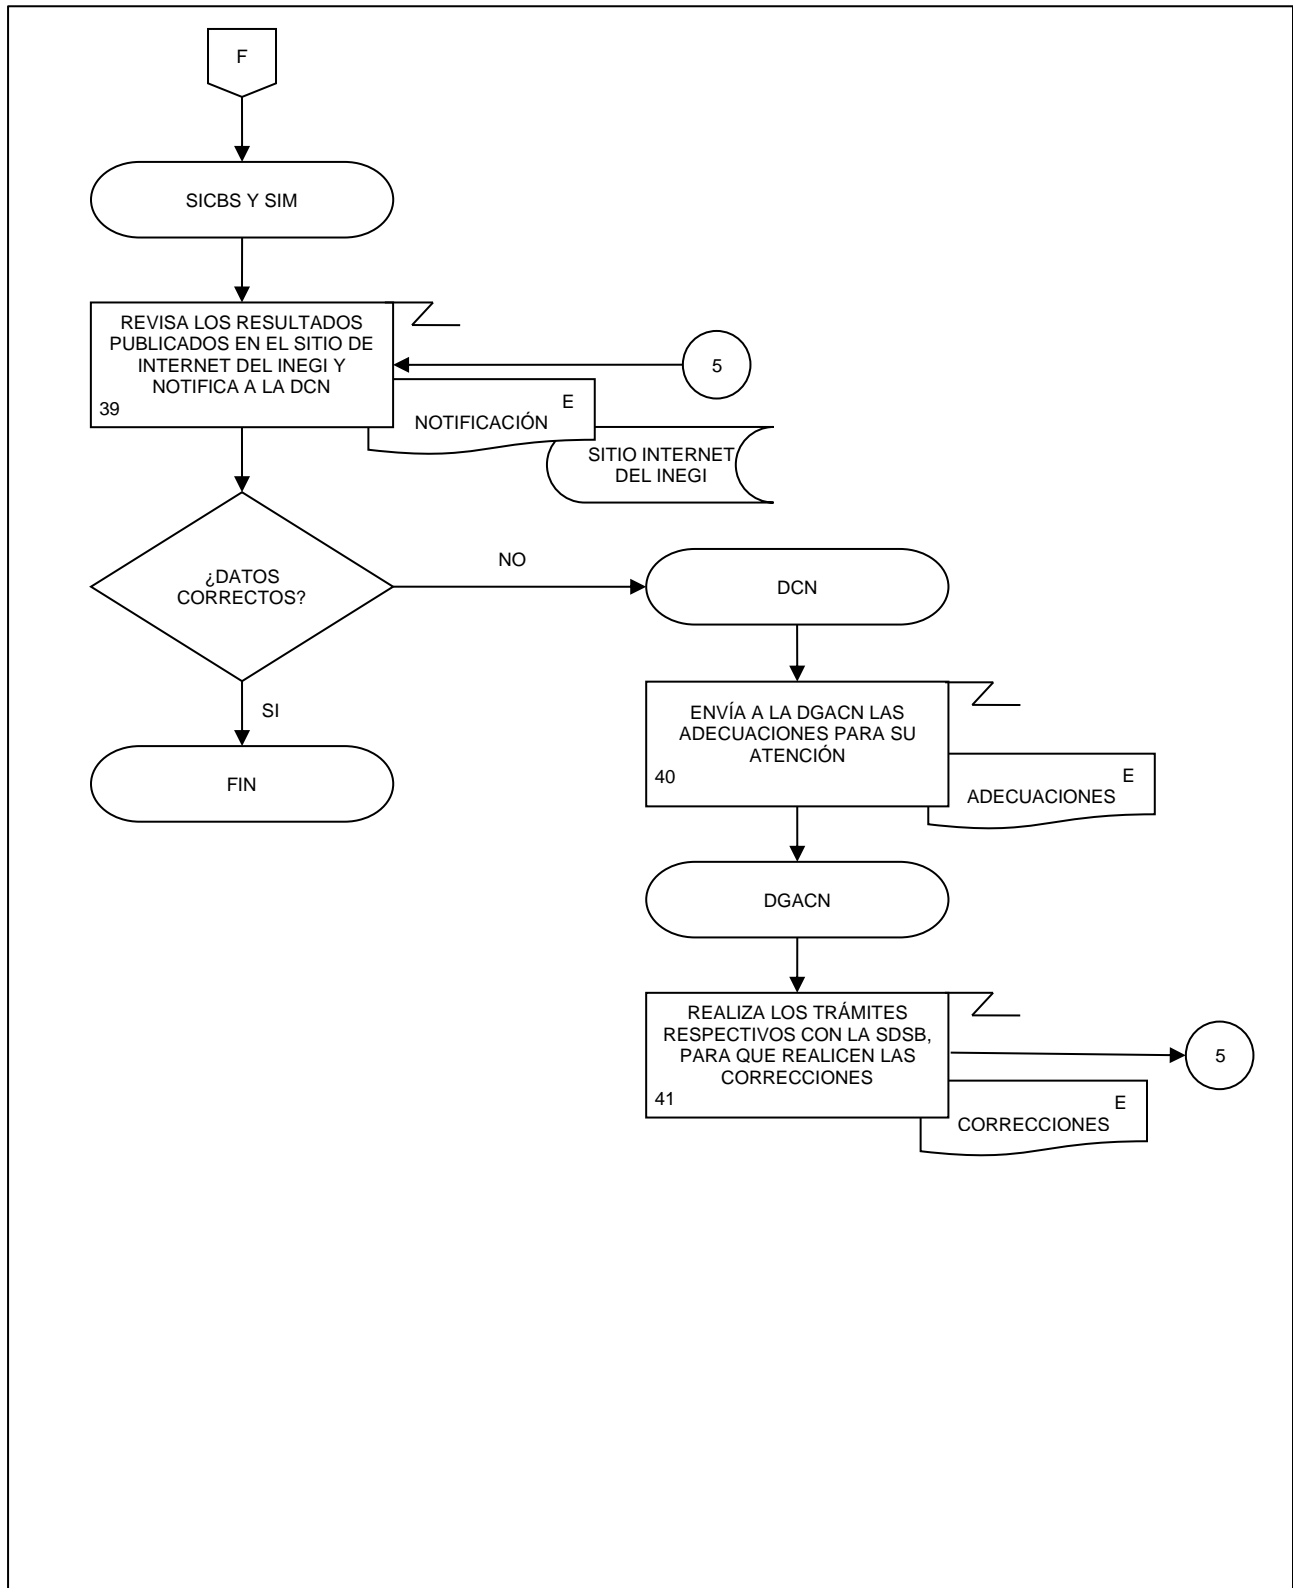 F
SICBS Y SIM
REVISA LOS RESULTADOS
PUBLICADOS EN EL SITIO DE
INTERNET DEL INEGI Y
NOTIFICA A LA DCN
39
5
E
NOTIFICACIÓN
SITIO INTERNET
DEL INEGI
¿DATOS
CORRECTOS?
NO
DCN
SI
FIN
ENVÍA A LA DGACN LAS
ADECUACIONES PARA SU
ATENCIÓN
40
E
ADECUACIONES
DGACN
REALIZA LOS TRÁMITES
RESPECTIVOS CON LA SDSB,
PARA QUE REALICEN LAS
CORRECCIONES
41
5
E
CORRECCIONES